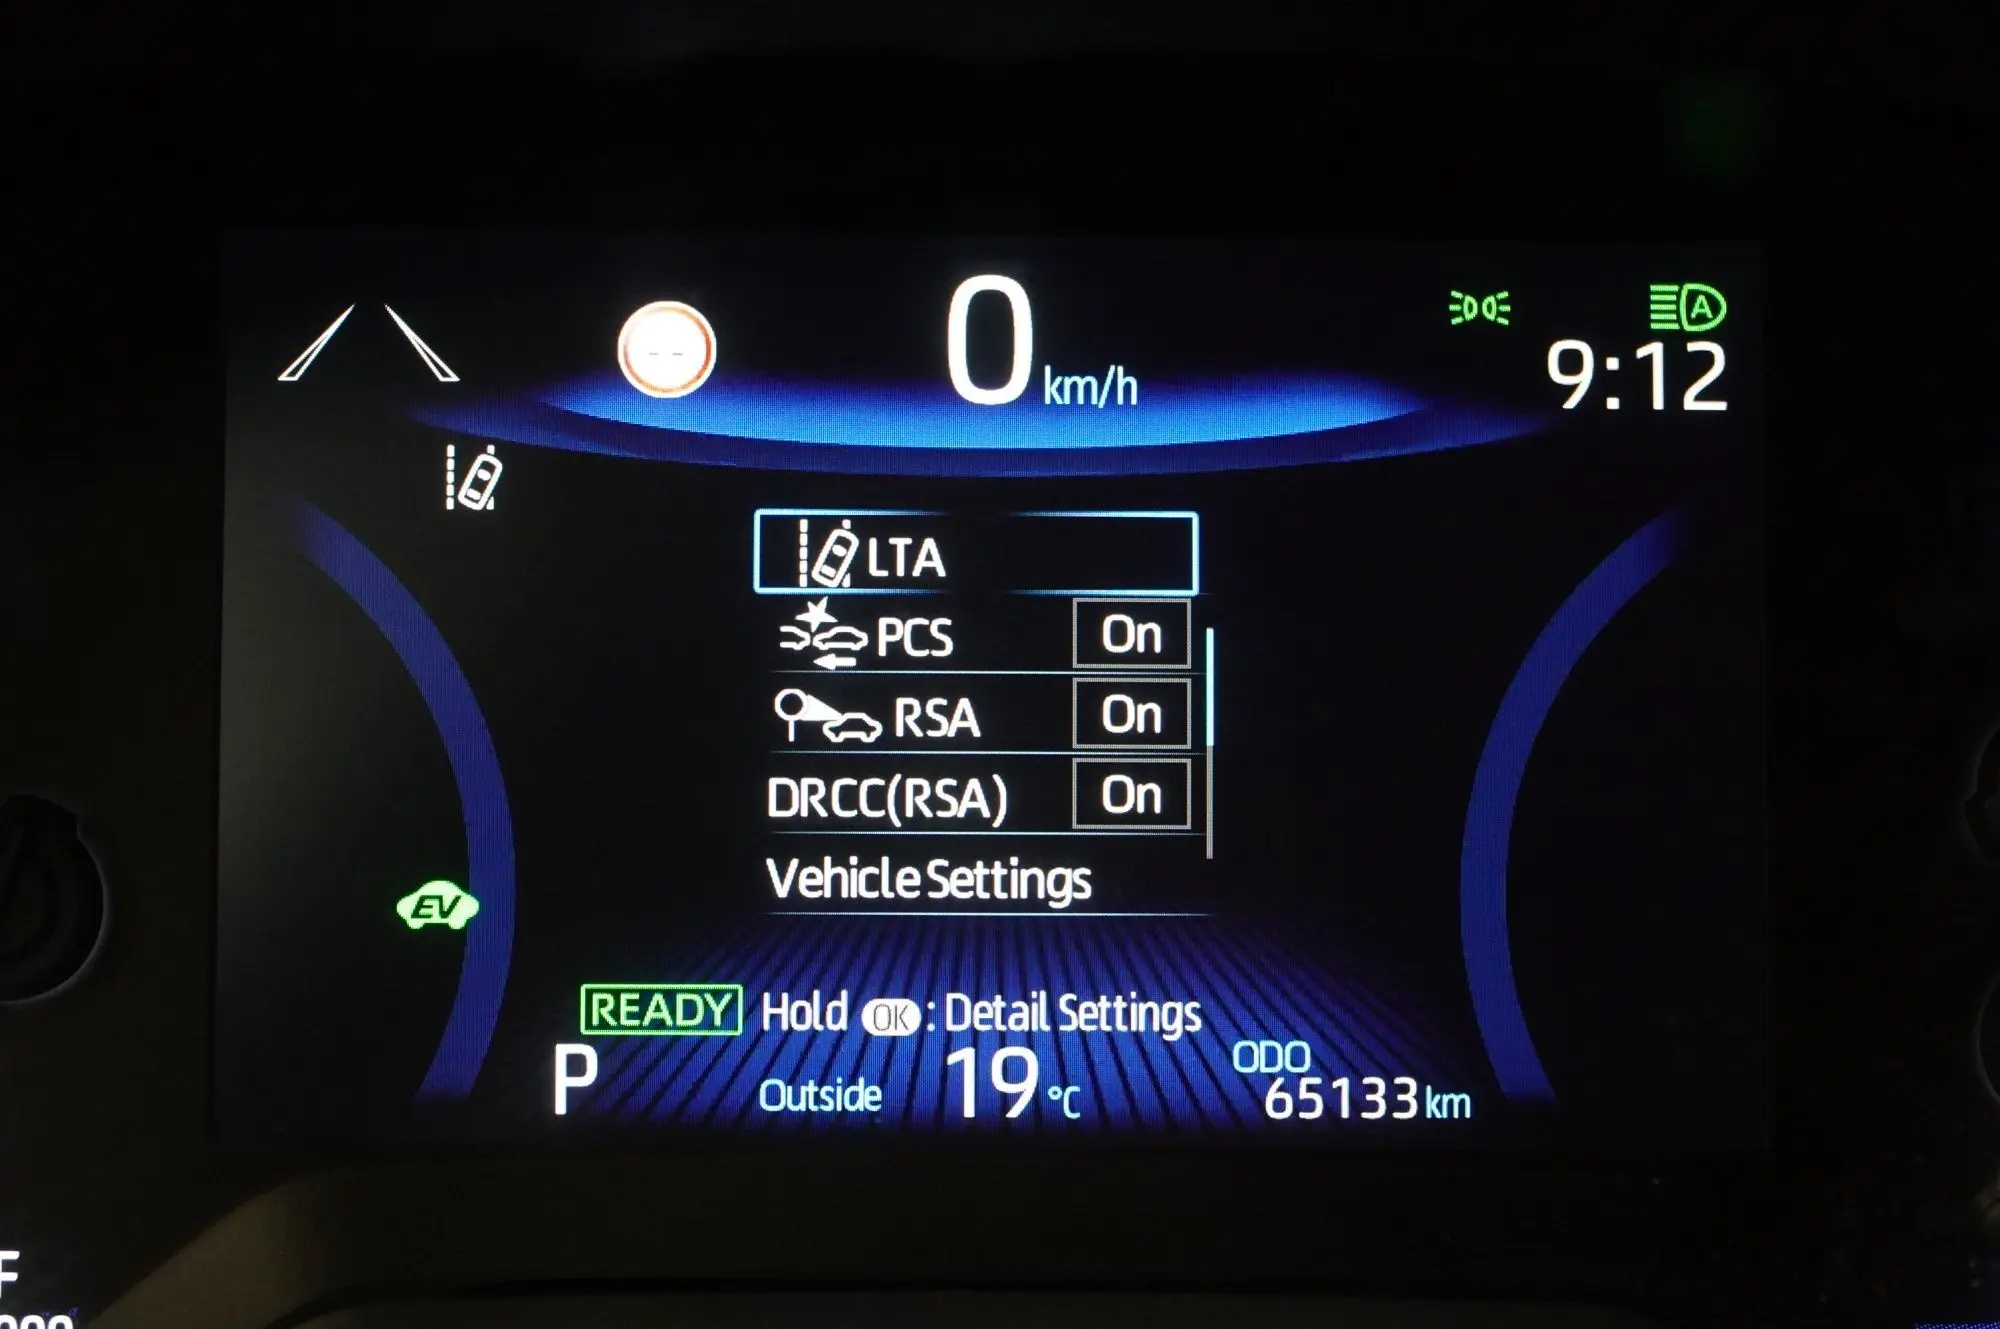 0 km/h
A
9:12
LTA
PCS On
RSA On
DRCC(RSA) On
Vehicle Settings
EV
READY Hold OK : Detail Settings
P Outside 19 °C
ODO
65133 km
F